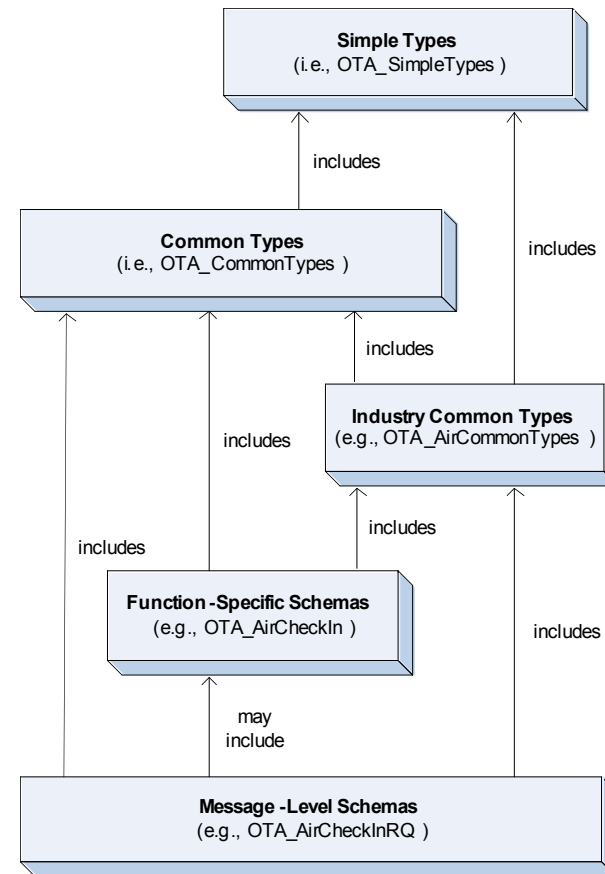 Simple Types
(i.e., OTA_SimpleTypes )
includes
Common Types
(i.e., OTA_CommonTypes )
includes
includes
Industry Common Types
(e.g., OTA_AirCommonTypes )
includes
includes
includes
Function -Specific Schemas
(e.g., OTA_AirCheckIn)
includes
may
include
Message -Level Schemas
(e.g., OTA_AirCheckInRQ )